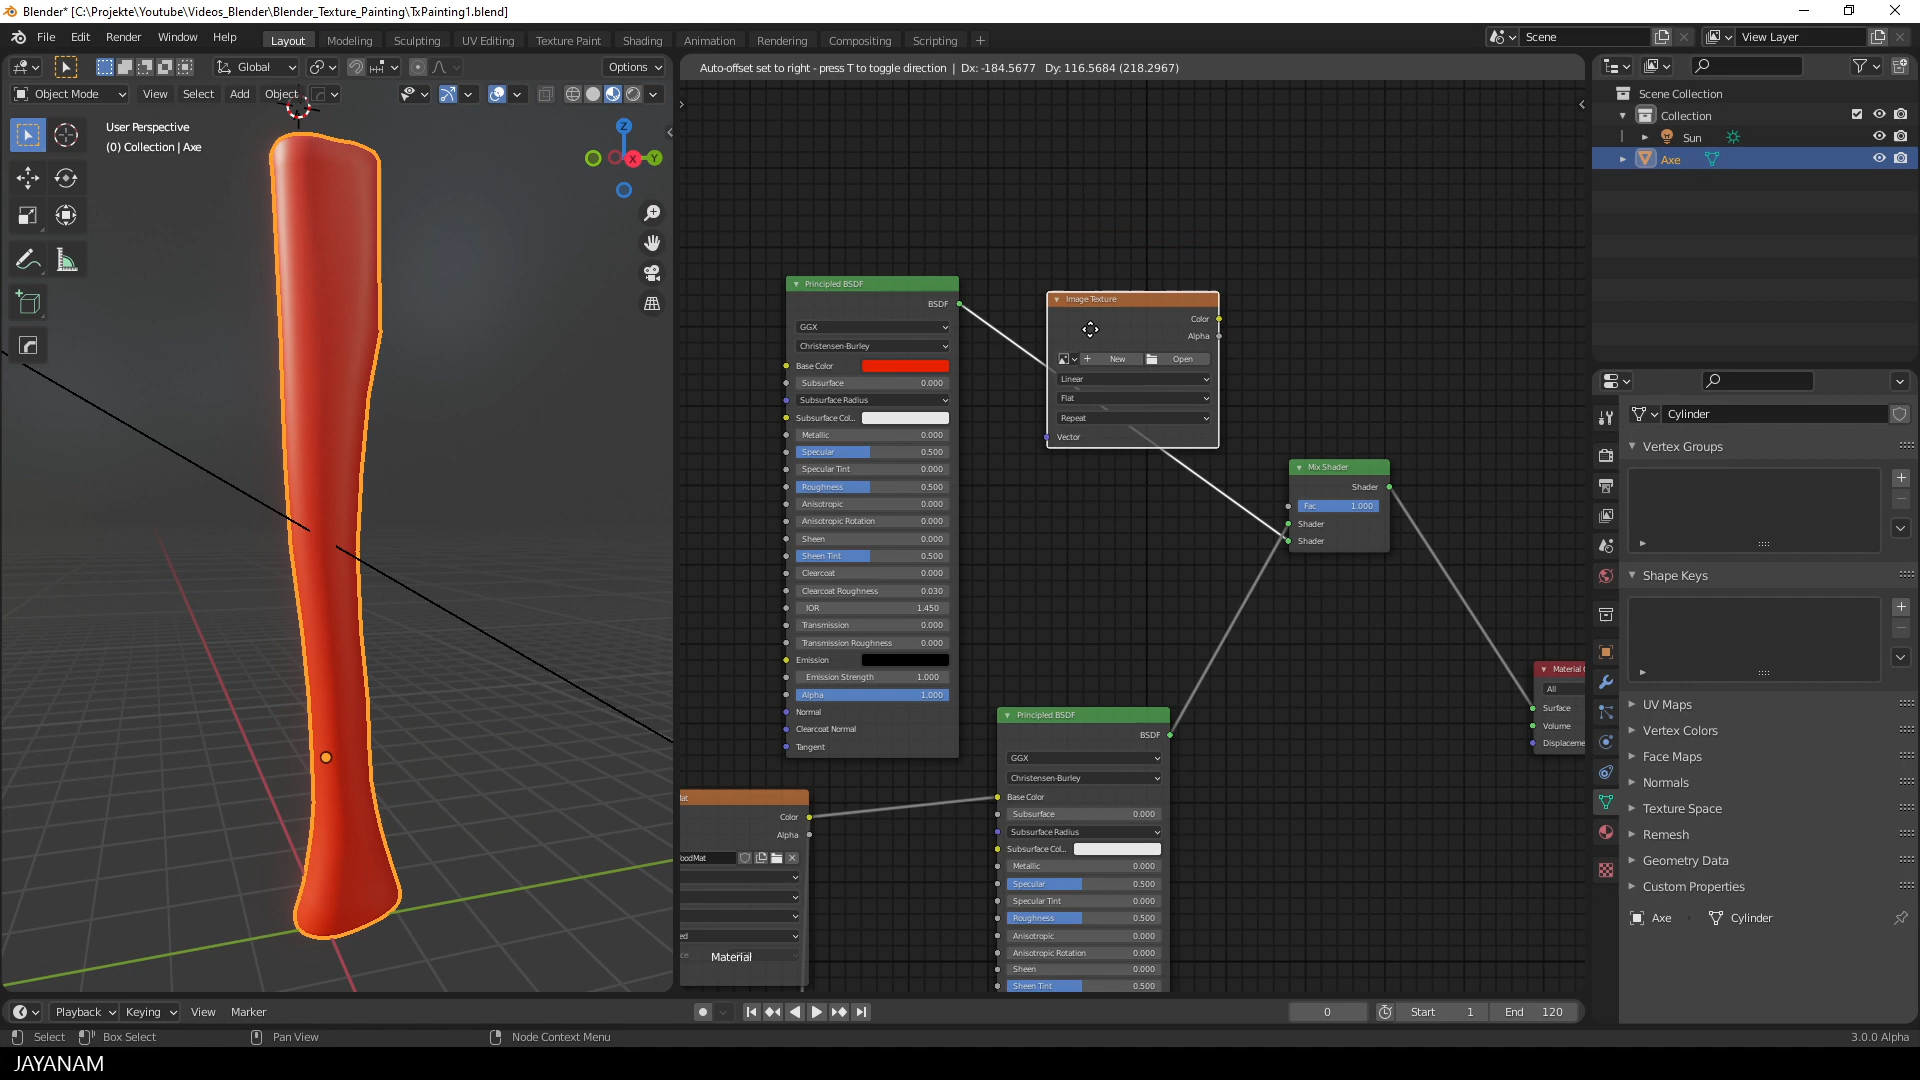 Blender* [C:\Projekte\Youtube\Videos_Blender\Blender_Texture_Painting\TxPainting1.blend]
File Edit Render Window Help Layout Modeling Sculpting UV Editing Texture Paint Shading Animation Rendering Compositing Scripting + Scene View Layer
Global Options
Auto-offset set to right - press T to toggle direction | Dx: -184.5677 Dy: 116.5684 (218.2967)
Object Mode View Select Add Object
User Perspective
(0) Collection | Axe
Z
X
Y
Principled BSDF
BSDF
GGX
Christensen-Burley
Base Color
Subsurface 0.000
Subsurface Radius
Subsurface Col...
Metallic 0.000
Specular 0.500
Specular Tint 0.000
Roughness 0.500
Anisotropic 0.000
Anisotropic Rotation 0.000
Sheen 0.000
Sheen Tint 0.500
Clearcoat 0.000
Clearcoat Roughness 0.030
IOR 1.450
Transmission 0.000
Transmission Roughness 0.000
Emission
Emission Strength 1.000
Alpha 1.000
Normal
Clearcoat Normal
Tangent
Image Texture
Color
Alpha
New Open
Linear
Flat
Repeat
Vector
Mix Shader
Shader
Fac 1.000
Shader
Shader
Material
All
Surface
Volume
Displaceme
Color
Alpha
oodMat
ed
Material
Principled BSDF
BSDF
GGX
Christensen-Burley
Base Color
Subsurface 0.000
Subsurface Radius
Subsurface Col...
Metallic 0.000
Specular 0.500
Specular Tint 0.000
Roughness 0.500
Anisotropic 0.000
Anisotropic Rotation 0.000
Sheen 0.000
Sheen Tint 0.500
Scene Collection
Collection
Sun
Axe
Cylinder
Vertex Groups
Shape Keys
UV Maps
Vertex Colors
Face Maps
Normals
Texture Space
Remesh
Geometry Data
Custom Properties
Axe Cylinder
Playback Keying View Marker 0 Start 1 End 120
Select Box Select Pan View Node Context Menu 3.0.0 Alpha
JAYANAM